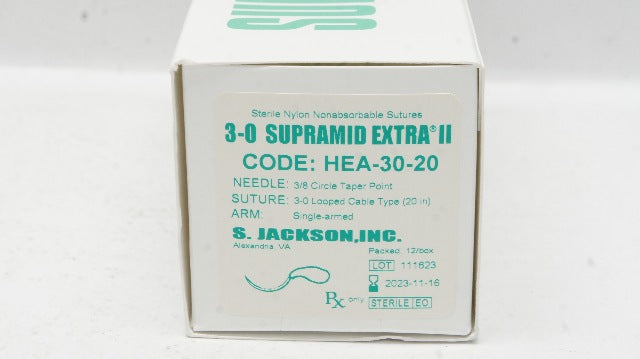 Sterile Nylon Nonabsorbable Sutures
3-0 SUPRAMID EXTRA® II
CODE: HEA-30-20
NEEDLE: 3/8 Circle Taper Point
SUTURE: 3-0 Looped Cable Type (20 in)
ARM: Single-armed
S. JACKSON, INC.
Alexandria, VA
Packed: 12/box
LOT 111623
2023-11-16
Rx only
STERILE EO